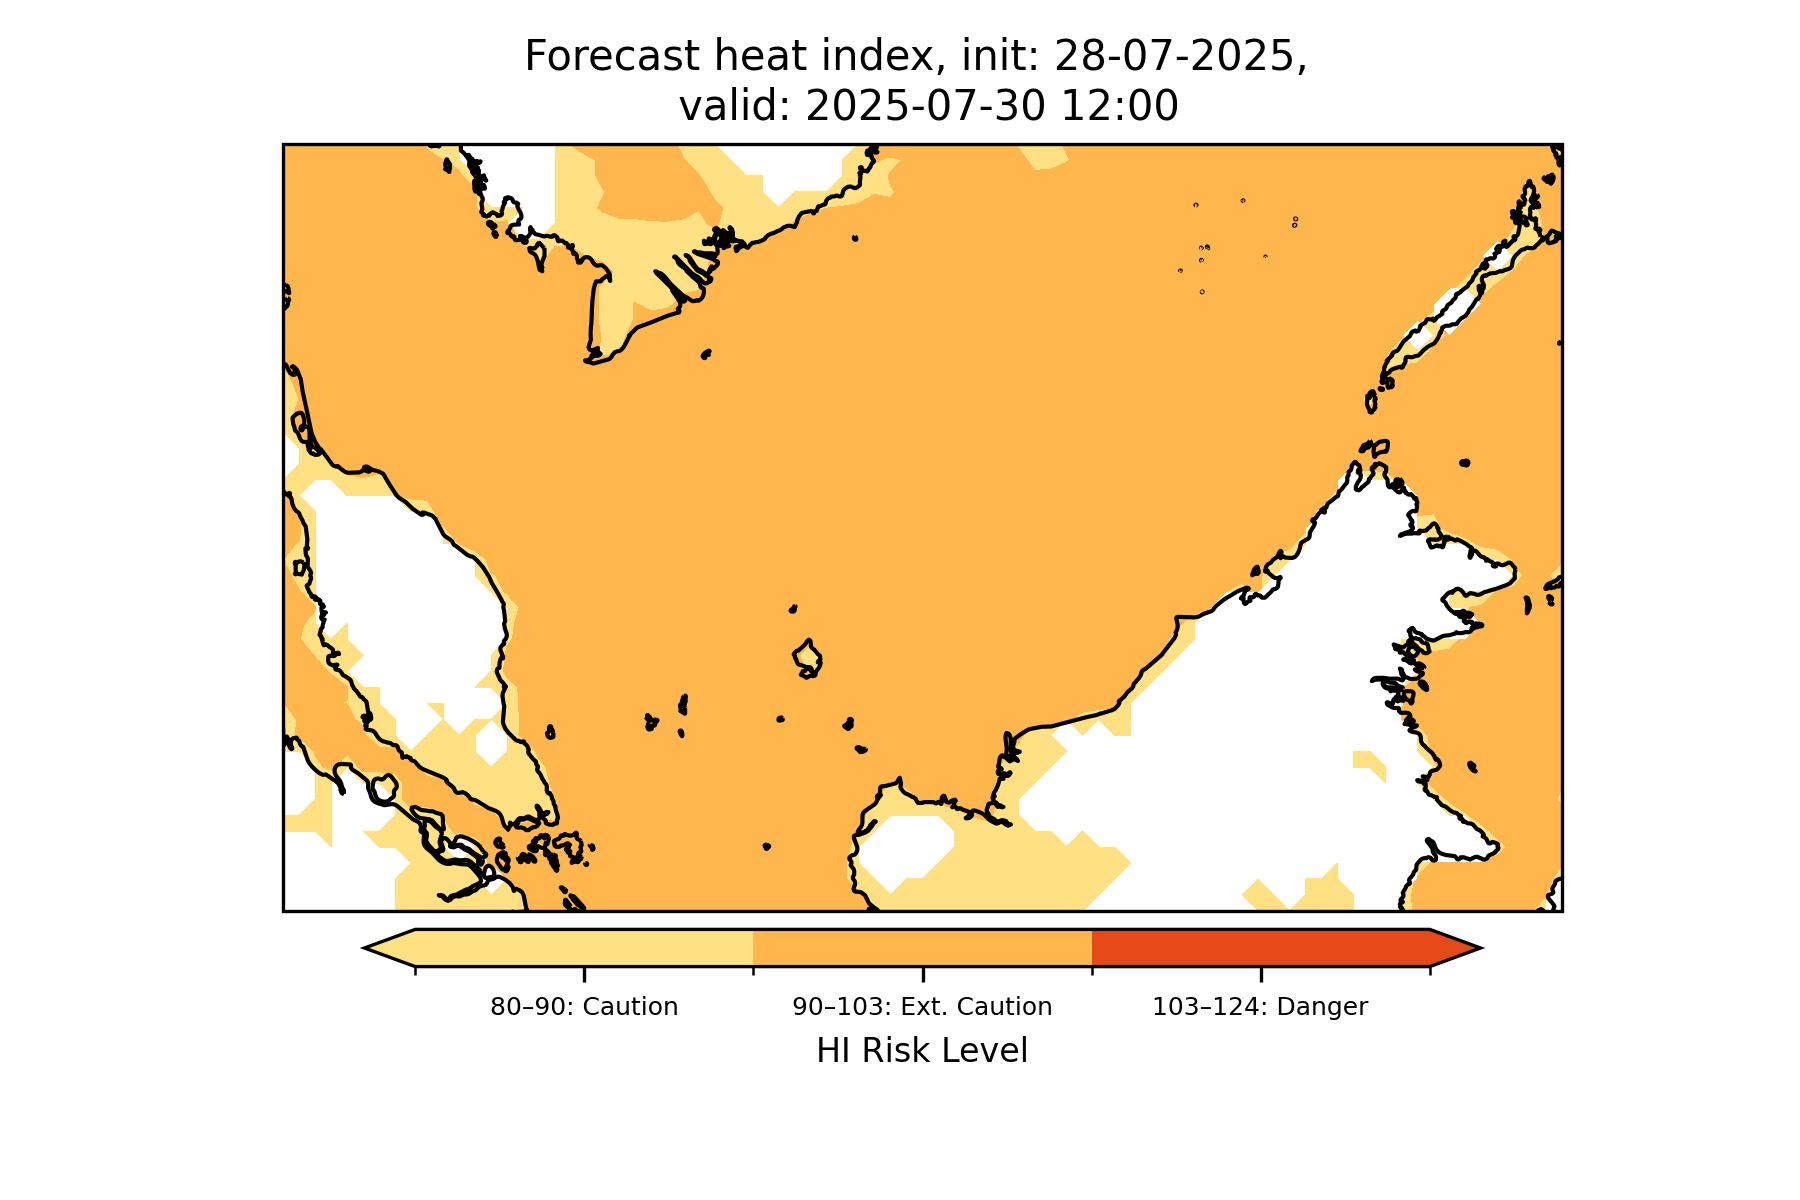 Forecast heat index, init: 28-07-2025,
valid: 2025-07-30 12:00
80–90: Caution
90–103: Ext. Caution
103–124: Danger
HI Risk Level